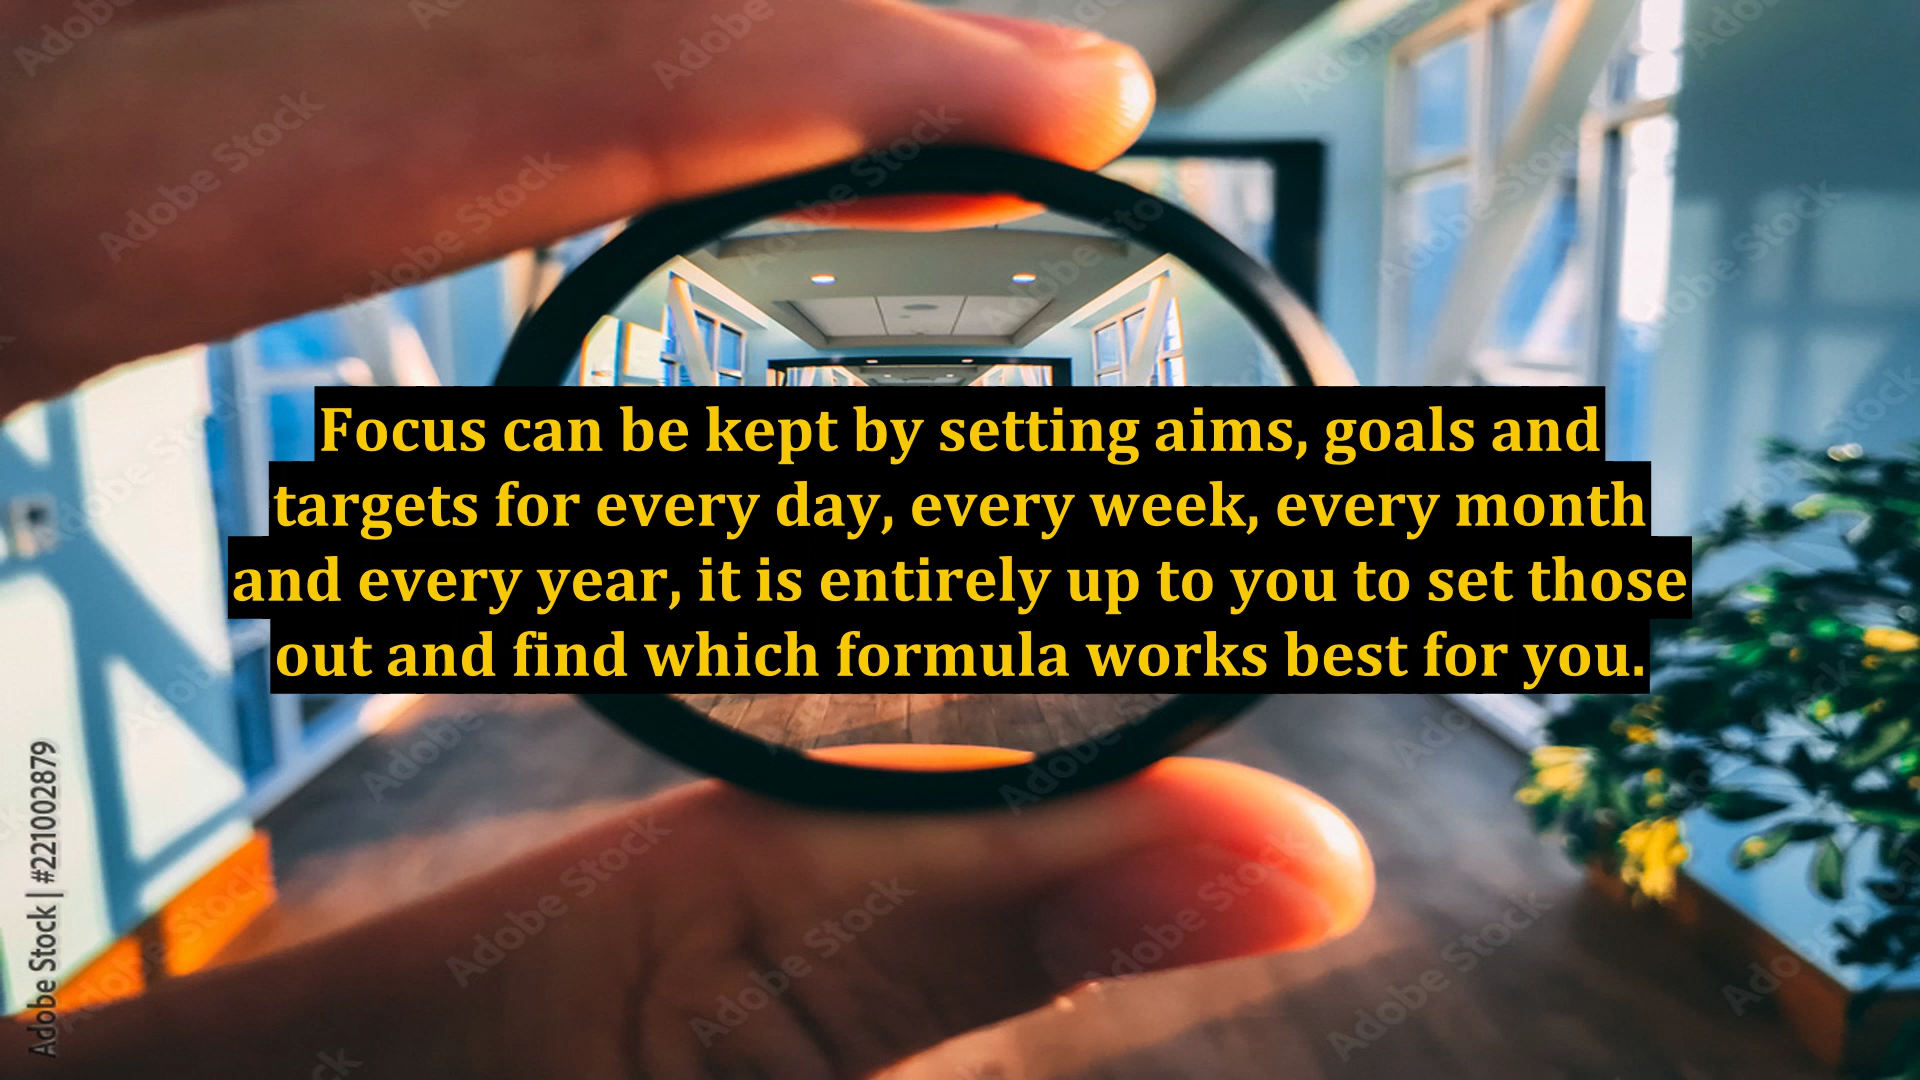 Focus can be kept by setting aims, goals and
targets for every day, every week, every month
and every year, it is entirely up to you to set those
out and find which formula works best for you.
Adobe Stock | #221002879
Adobe Stock